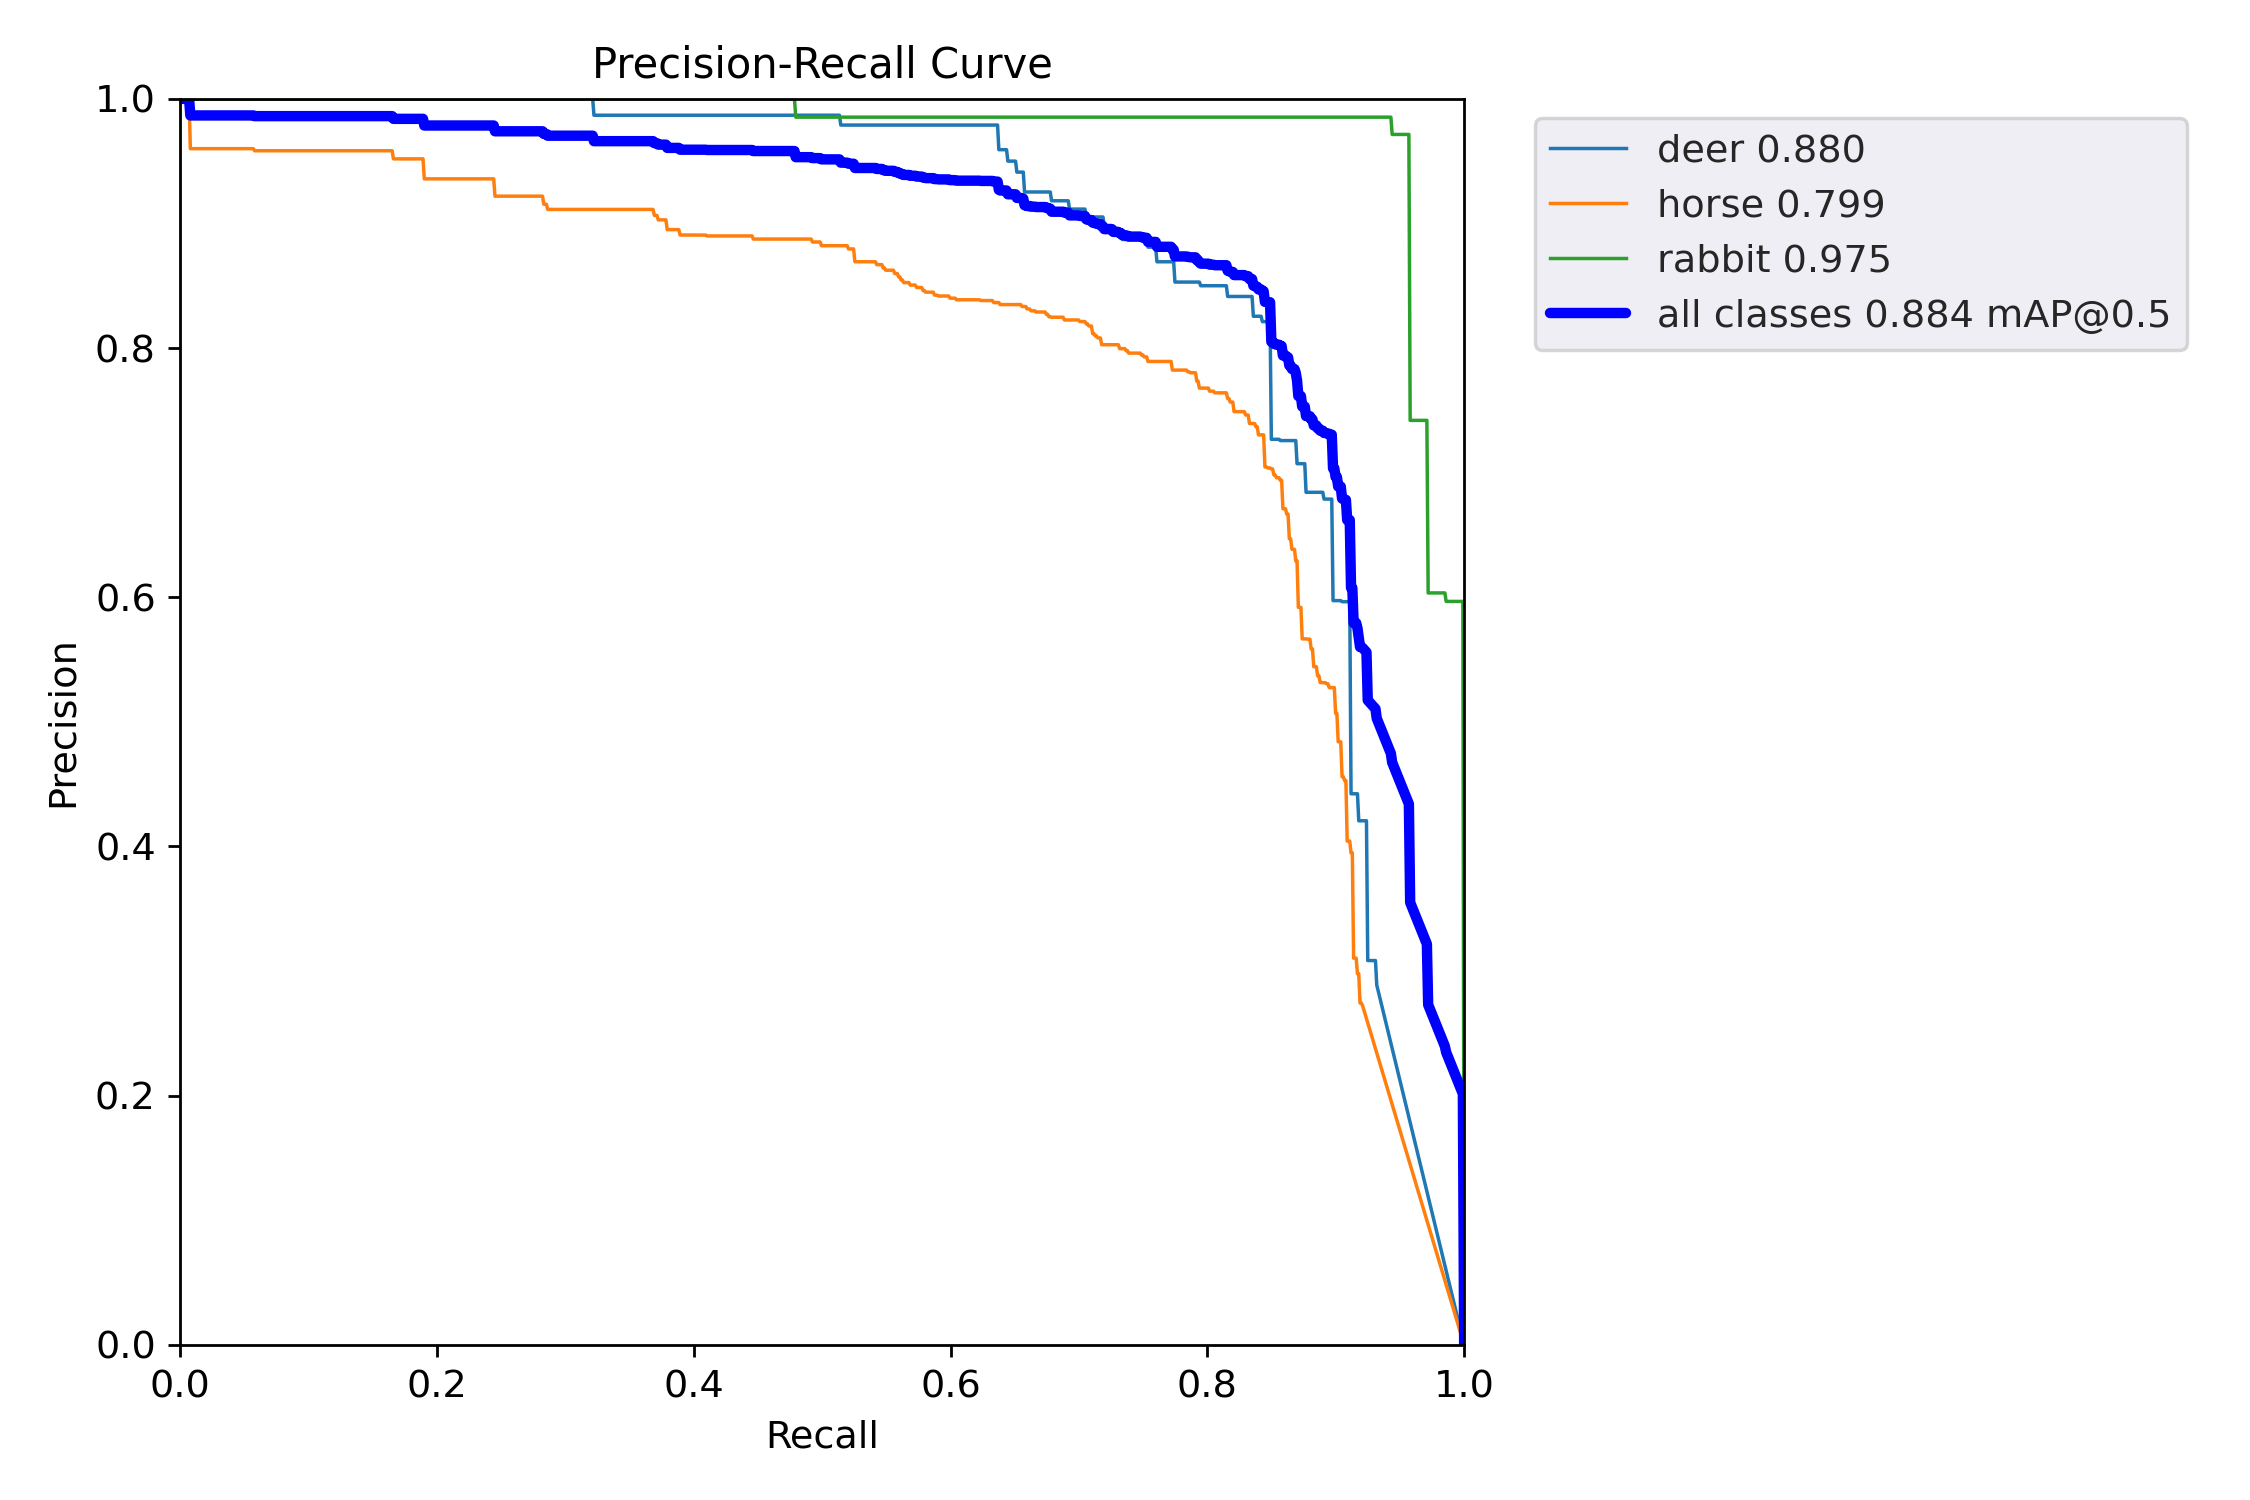 Precision-Recall Curve
1.0
0.8
0.6
0.4
0.2
0.0
Precision
0.0 0.2 0.4 0.6 0.8 1.0
Recall
deer 0.880
horse 0.799
rabbit 0.975
all classes 0.884 mAP@0.5